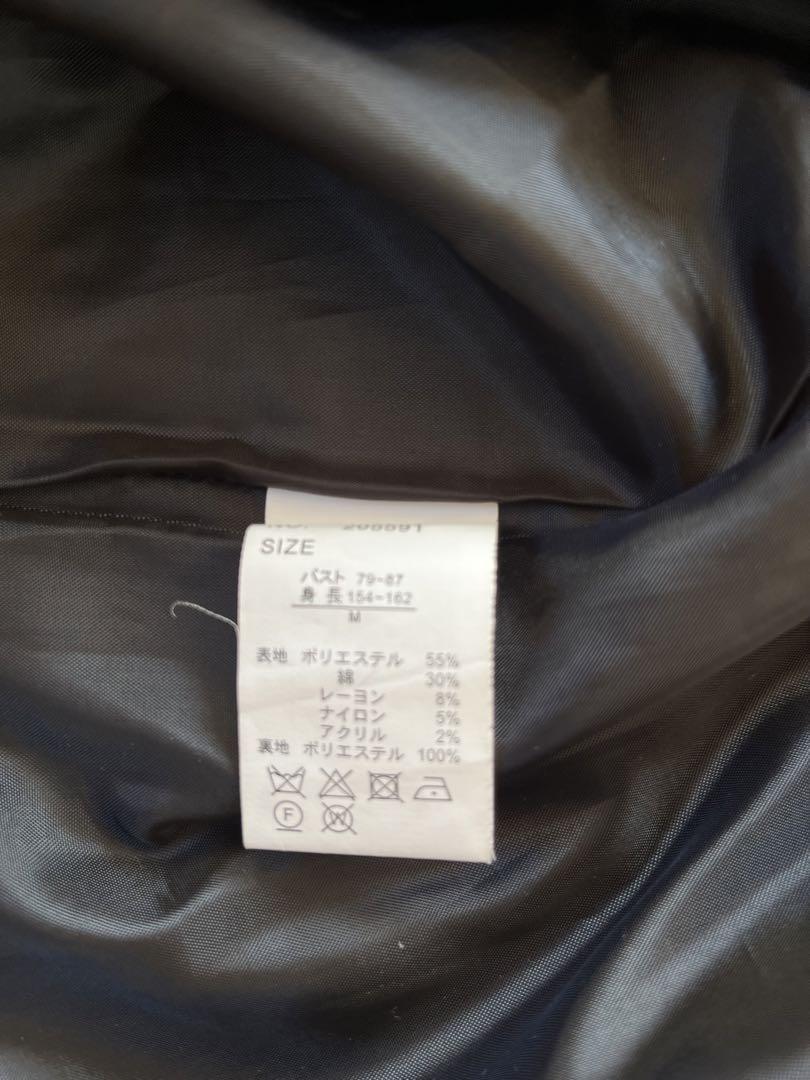 SIZE
バスト 79-87
身 長 154-162
M
表地 ポリエステル 55%
綿 30%
レーヨン 8%
ナイロン 5%
アクリル 2%
裏地 ポリエステル 100%
F
W